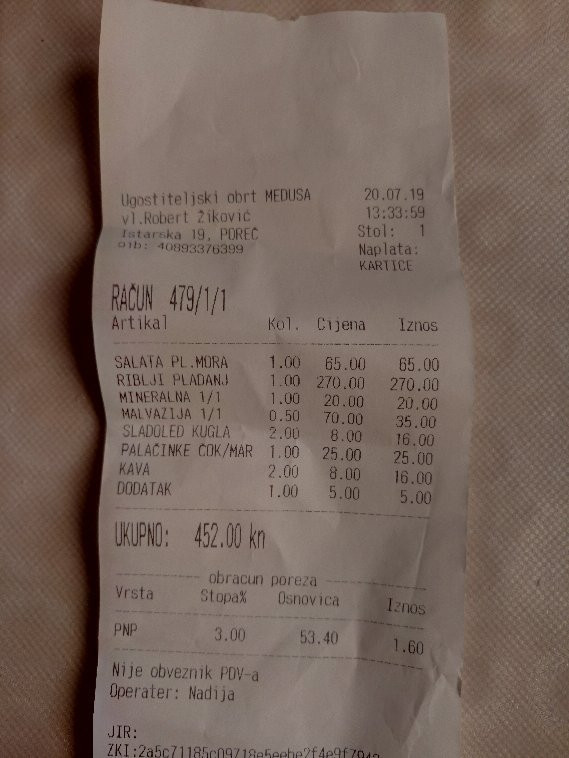 Ugostiteljski obrt MEDUSA 20.07.19
vl.Robert Žiković 13:33:59
Istarska 19, POREČ Stol: 1
oib: 40893376399 Naplata:
KARTICE
RAČUN 479/1/1
Artikal Kol. Cijena Iznos
SALATA PL.MORA 1.00 65.00 65.00
RIBLJI PLADANJ 1.00 270.00 270.00
MINERALNA 1/1 1.00 20.00 20.00
MALVAZIJA 1/1 0.50 70.00 35.00
SLADOLED KUGLA 2.00 8.00 16.00
PALAČINKE ČOK/MAR 1.00 25.00 25.00
KAVA 2.00 8.00 16.00
DODATAK 1.00 5.00 5.00
UKUPNO: 452.00 kn
obracun poreza
Vrsta Stopa% Osnovica Iznos
PNP 3.00 53.40 1.60
Nije obveznik PDV-a
Operater: Nadija
JIR:
ZKI: